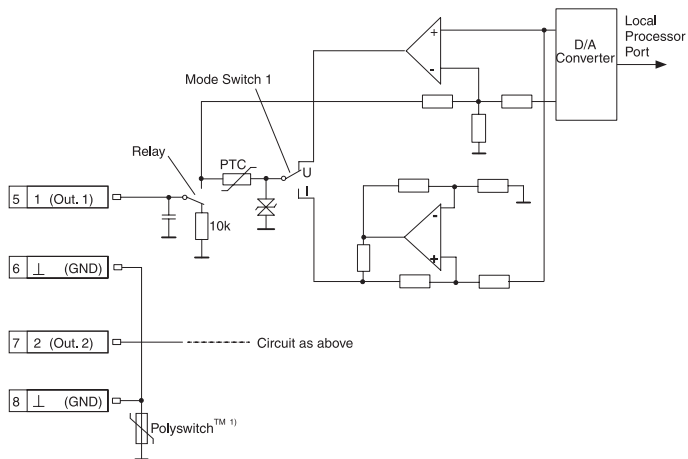 Local
Processor
Port
D/A
Converter
+
-
Mode Switch 1
Relay
PTC
U
I
5 1 (Out. 1)
10k
-
+
6 ⊥ (GND)
7 2 (Out. 2)
Circuit as above
8 ⊥ (GND)
Polyswitch™ 1)